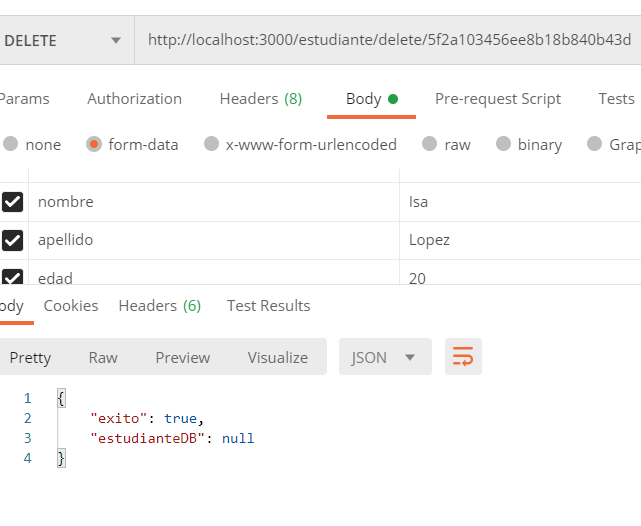 DELETE http://localhost:3000/estudiante/delete/5f2a103456ee8b18b840b43d
Params Authorization Headers (8) Body Pre-request Script Tests
none form-data x-www-form-urlencoded raw binary Grap
nombre Isa
apellido Lopez
edad 20
ody Cookies Headers (6) Test Results
Pretty Raw Preview Visualize JSON
1 {
2 "exito": true,
3 "estudianteDB": null
4 }